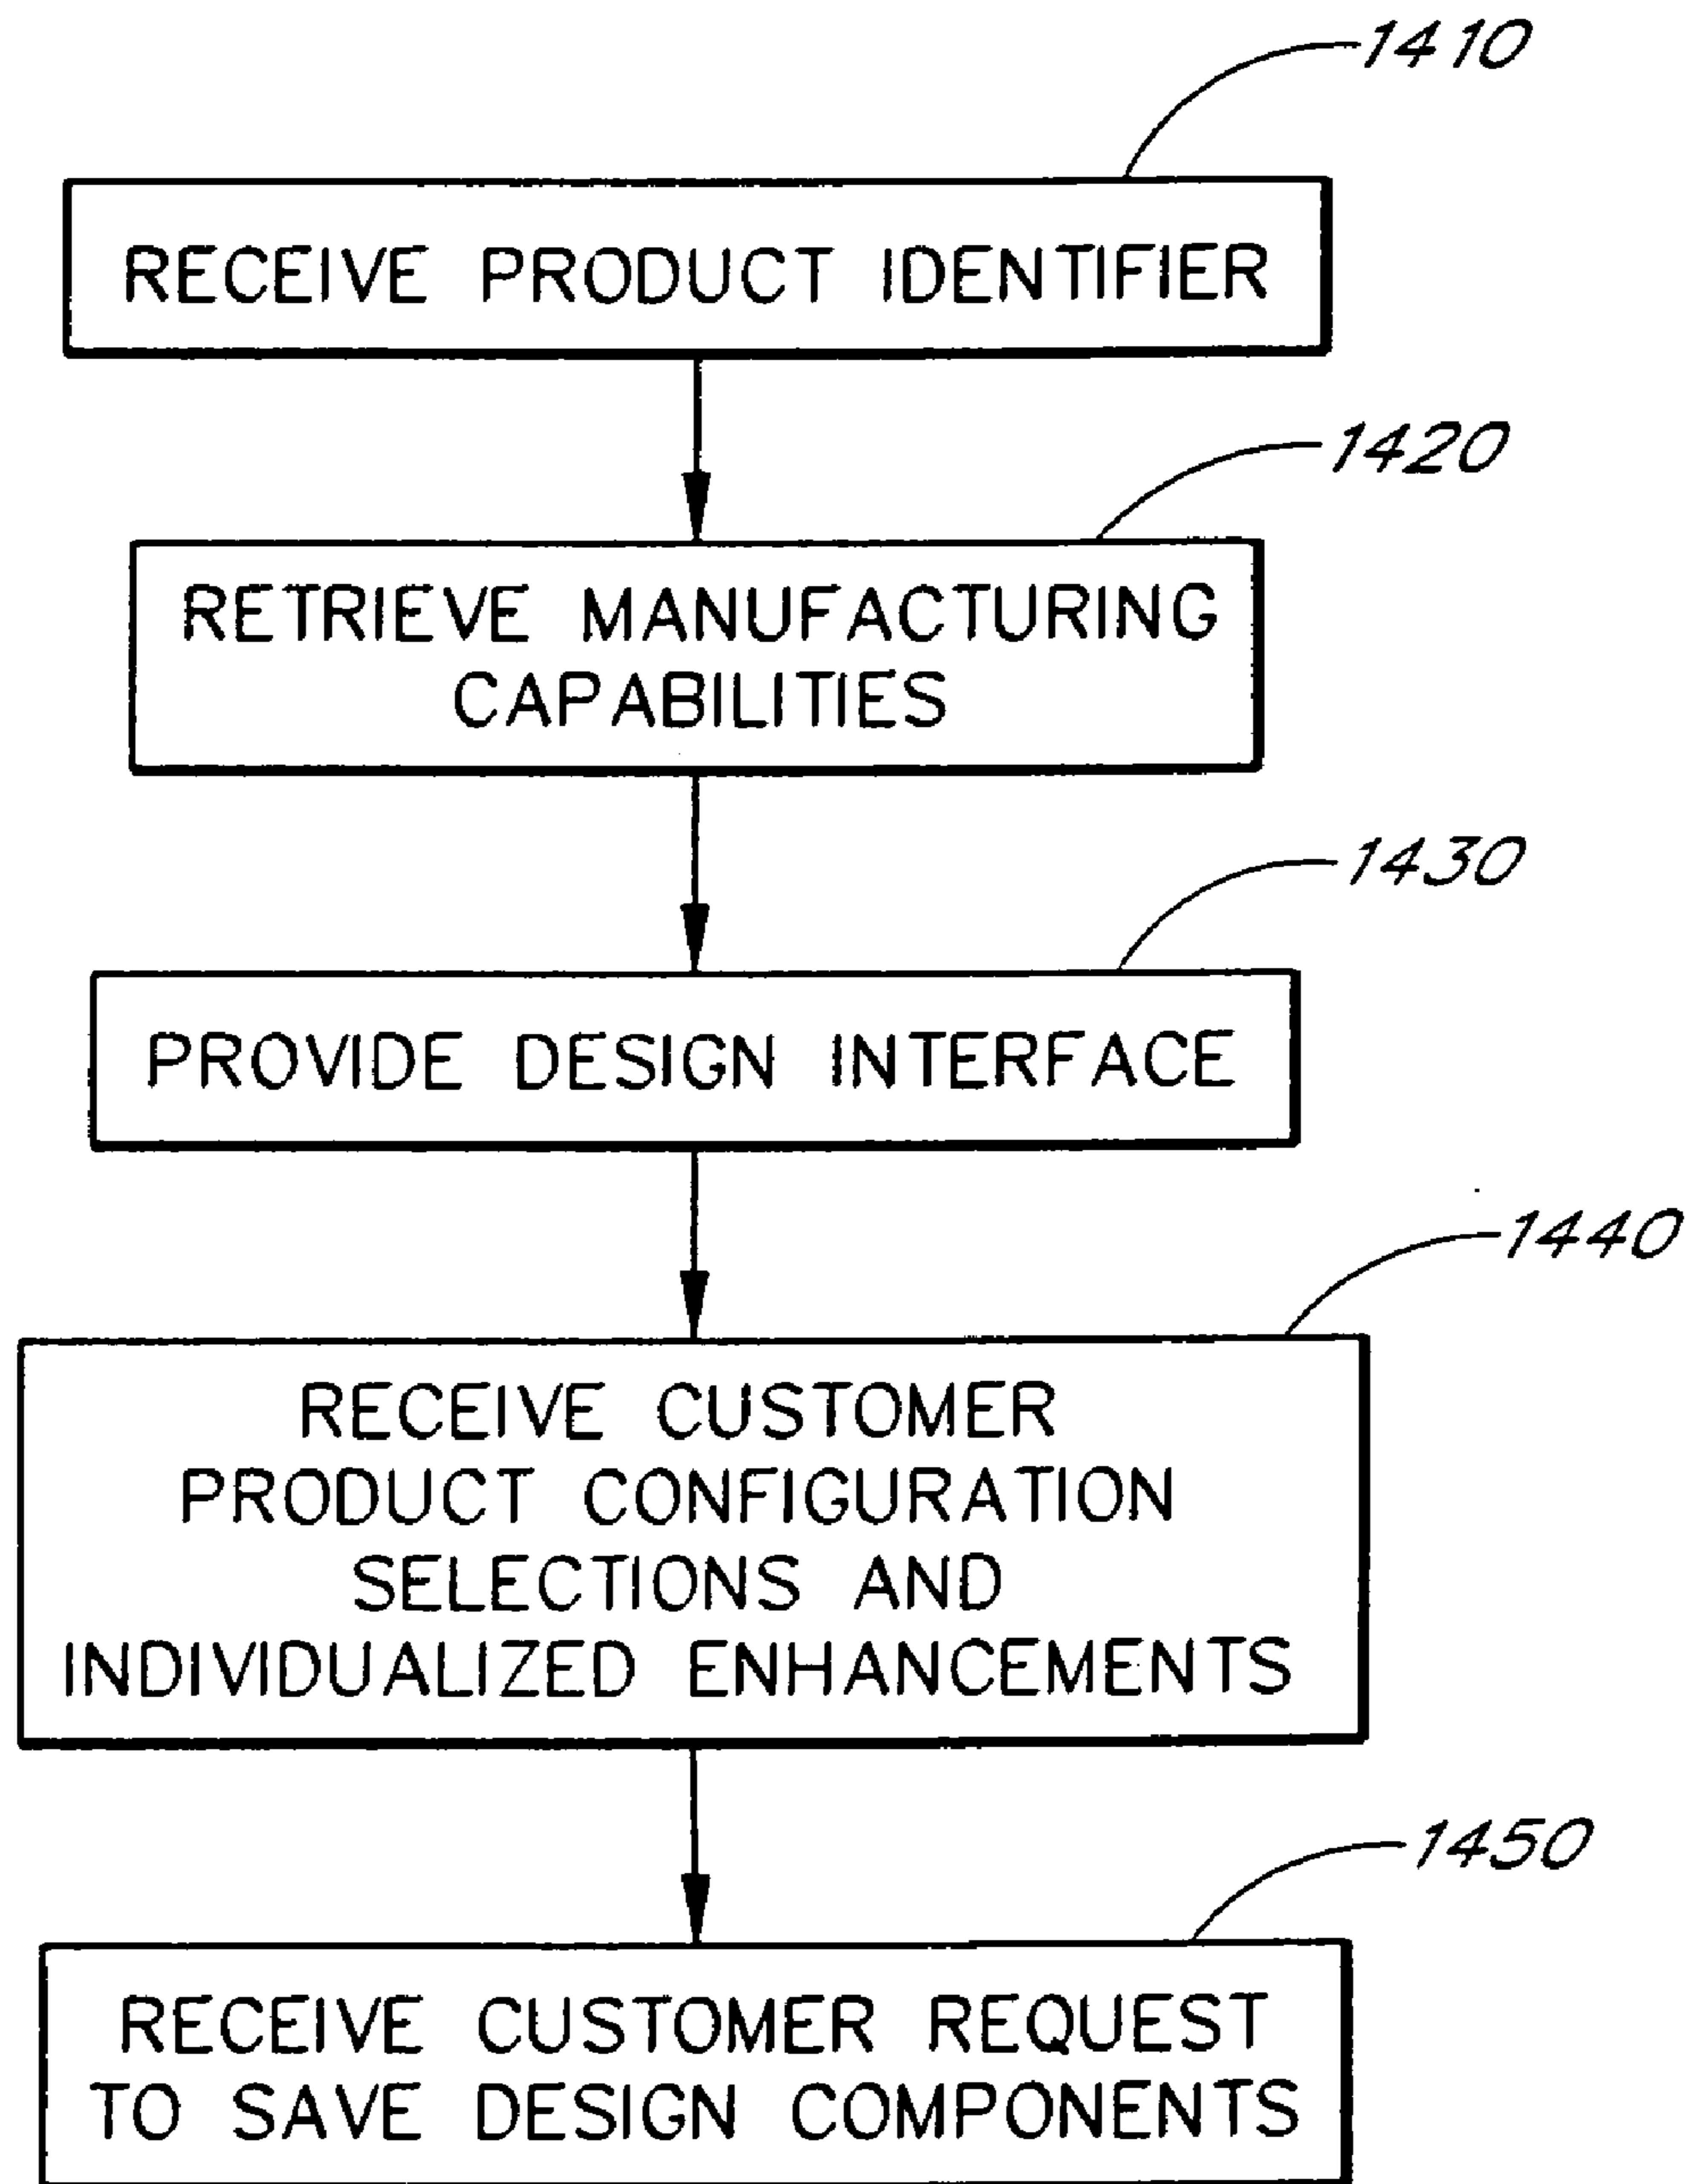 1410
RECEIVE PRODUCT IDENTIFIER
1420
RETRIEVE MANUFACTURING
CAPABILITIES
1430
PROVIDE DESIGN INTERFACE
1440
RECEIVE CUSTOMER
PRODUCT CONFIGURATION
SELECTIONS AND
INDIVIDUALIZED ENHANCEMENTS
1450
RECEIVE CUSTOMER REQUEST
TO SAVE DESIGN COMPONENTS